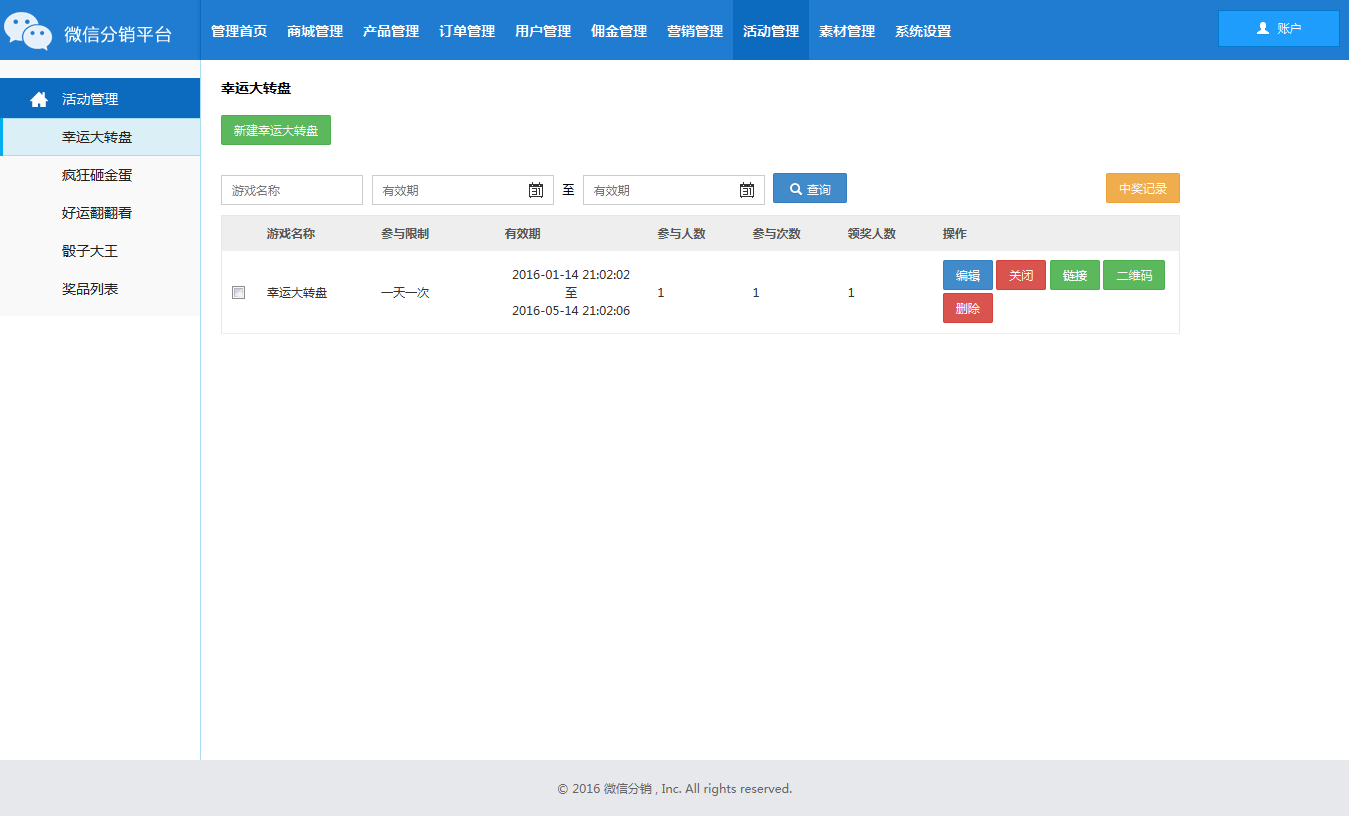 微信分销平台 管理首页 商城管理 产品管理 订单管理 用户管理 佣金管理 营销管理 活动管理 素材管理 系统设置 账户
活动管理
幸运大转盘
疯狂砸金蛋
好运翻翻看
骰子大王
奖品列表
幸运大转盘
新建幸运大转盘
游戏名称 有效期 31 至 有效期 31 查询 中奖记录
游戏名称 参与限制 有效期 参与人数 参与次数 领奖人数 操作
幸运大转盘 一天一次 2016-01-14 21:02:02 1 1 1 编辑 关闭 链接 二维码
至
2016-05-14 21:02:06 删除
© 2016 微信分销 , Inc. All rights reserved.